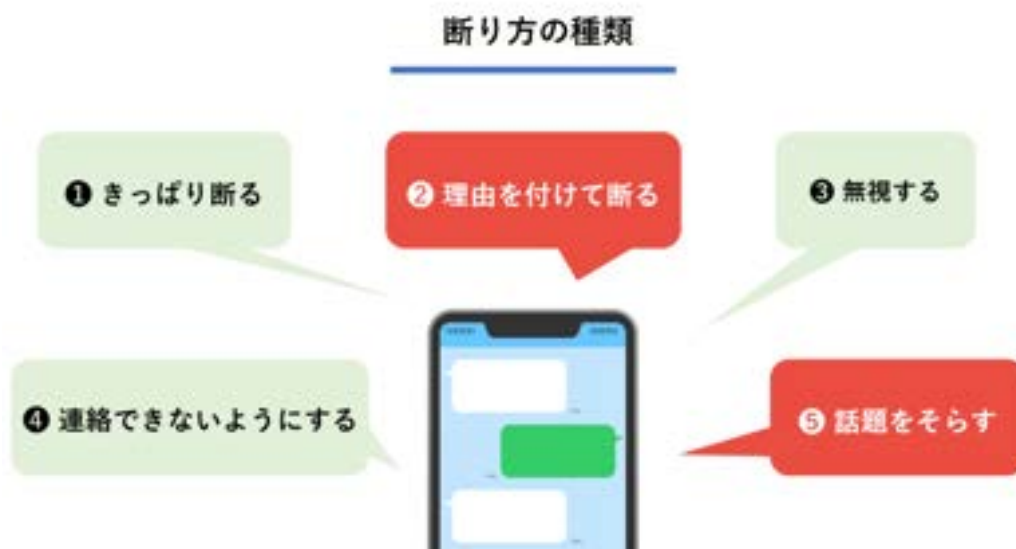 断り方の種類
❶ きっぱり断る
❷ 理由を付けて断る
❸ 無視する
❹ 連絡できないようにする
❺ 話題をそらす